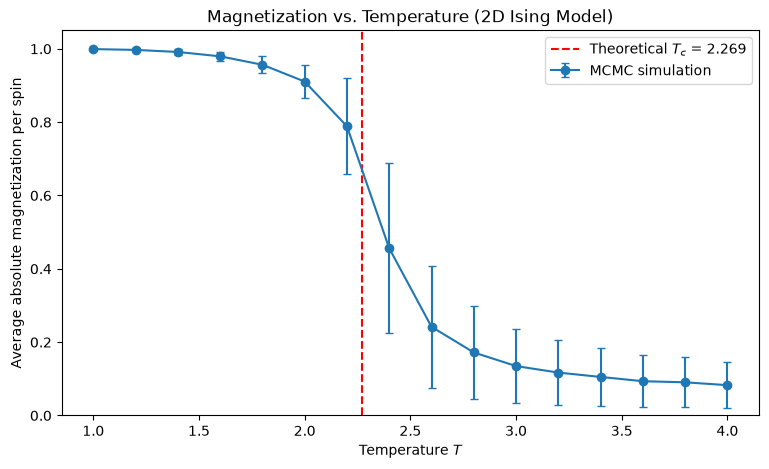 Magnetization vs. Temperature (2D Ising Model)
Theoretical T_c = 2.269
MCMC simulation
Average absolute magnetization per spin
1.0
0.8
0.6
0.4
0.2
0.0
1.0 1.5 2.0 2.5 3.0 3.5 4.0
Temperature T